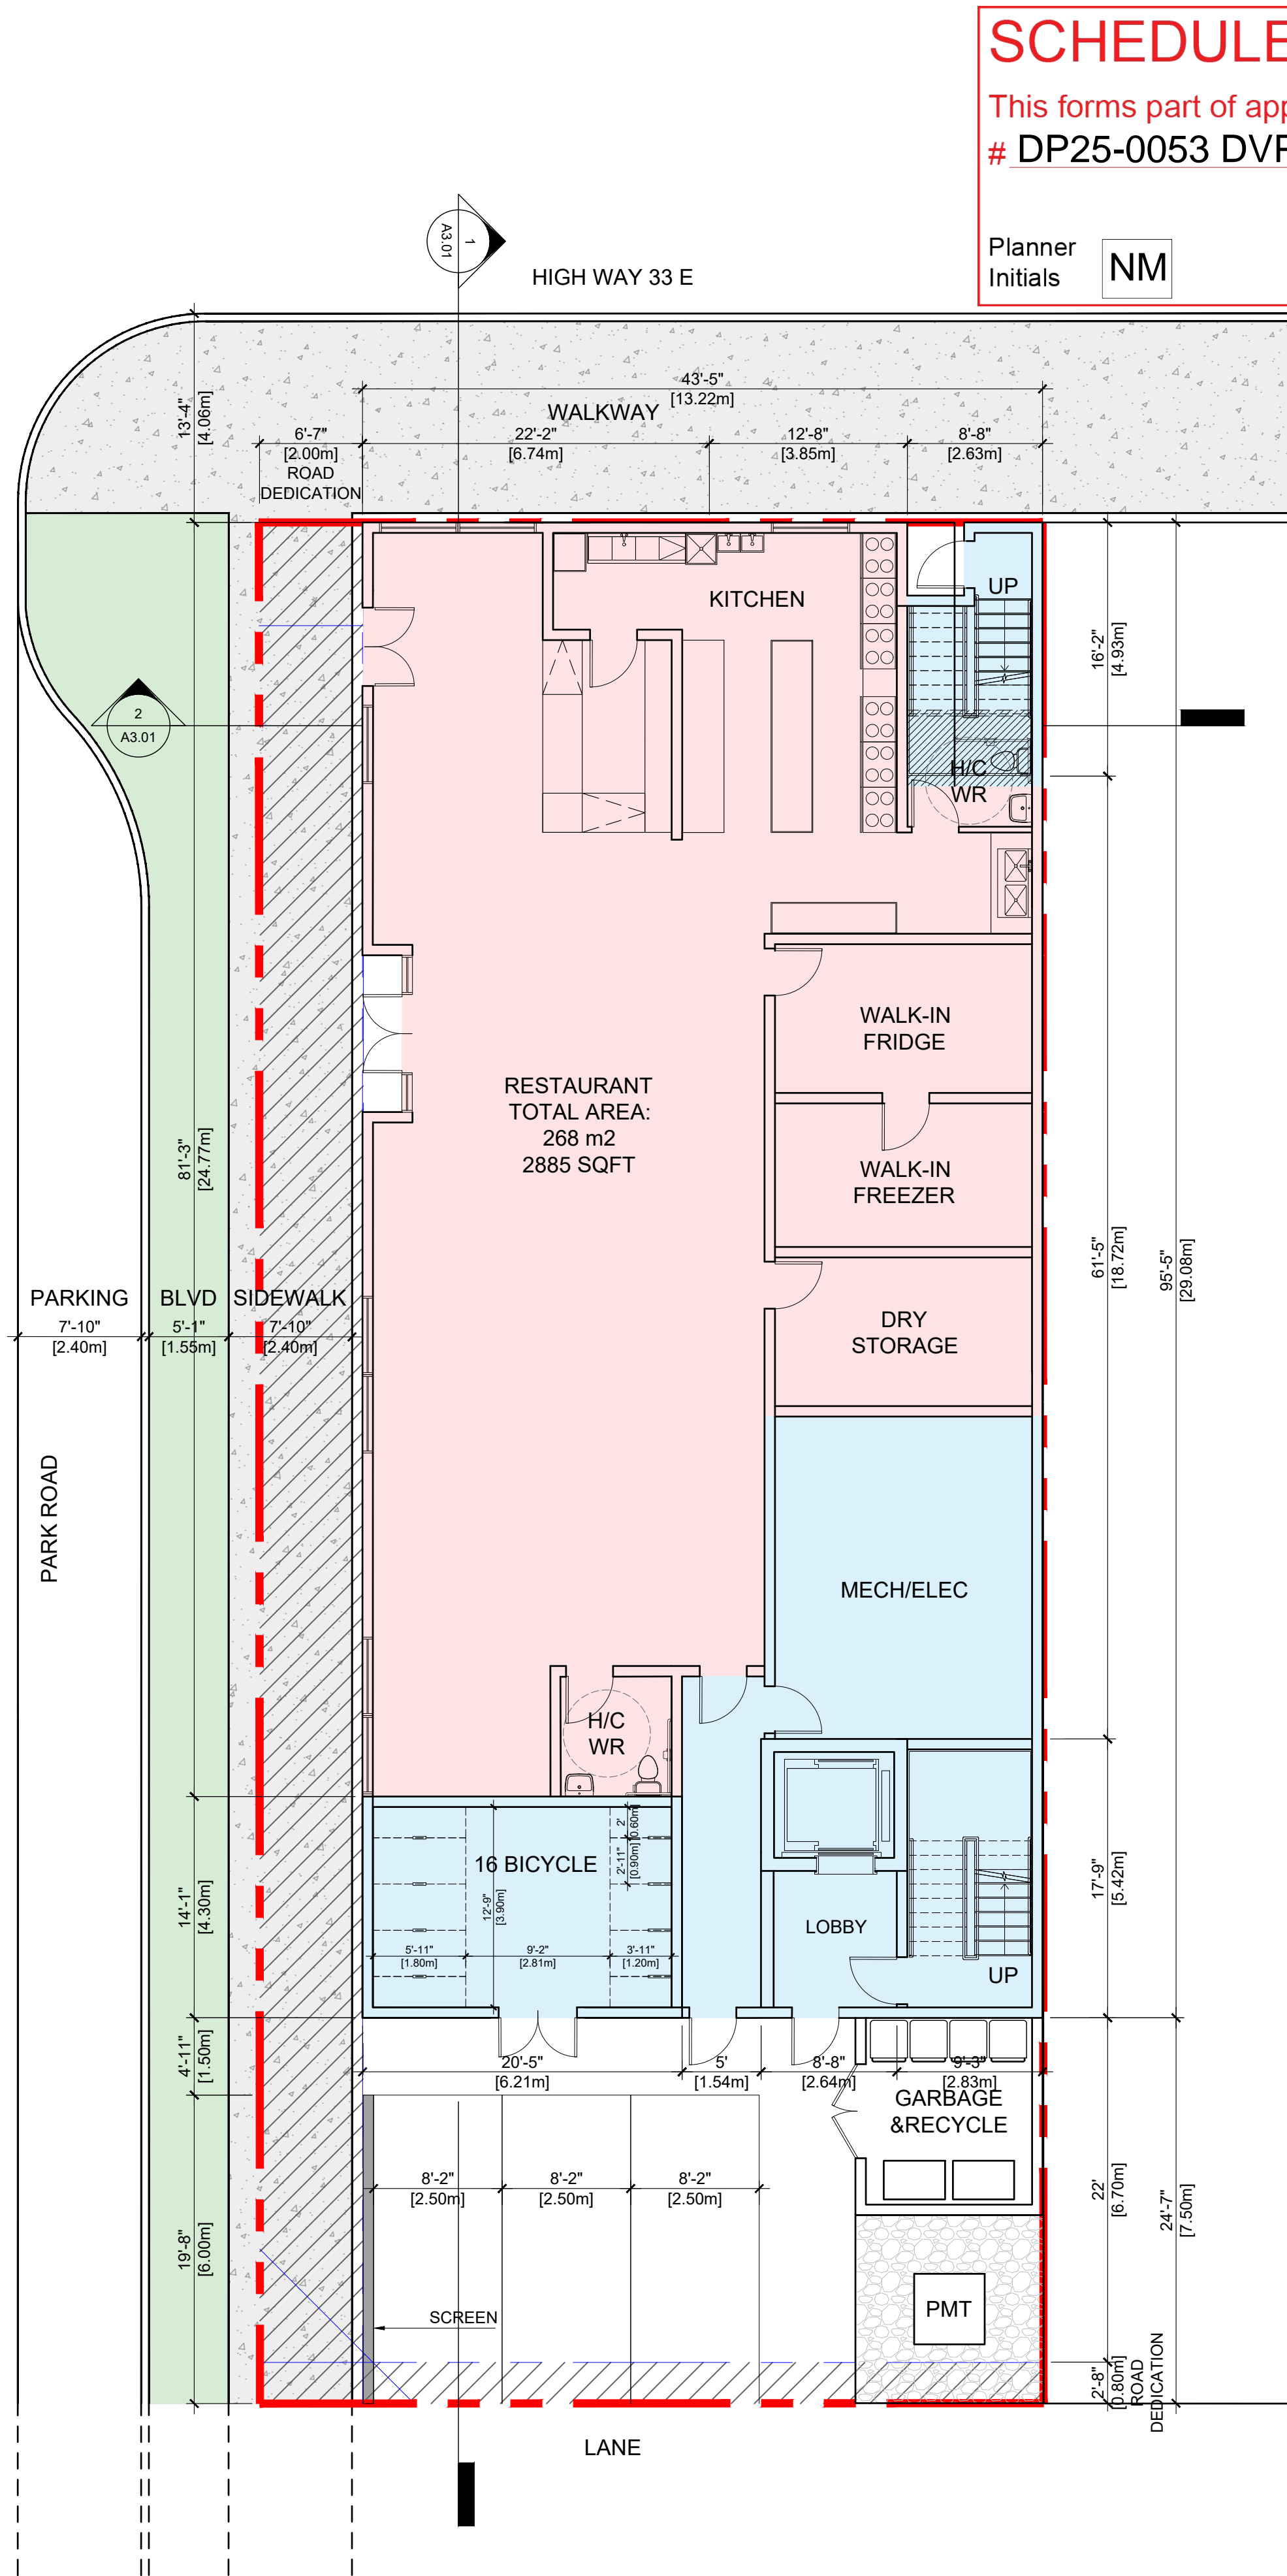 SCHEDULE
This forms part of app
# DP25-0053 DVP
Planner
Initials
NM
1
A3.01
HIGH WAY 33 E
43'-5"
[13.22m]
WALKWAY
13'-4"
[4.06m]
6'-7"
[2.00m]
ROAD
DEDICATION
22'-2"
[6.74m]
12'-8"
[3.85m]
8'-8"
[2.63m]
KITCHEN
UP
16'-2"
[4.93m]
2
A3.01
H/C
WR
WALK-IN
FRIDGE
RESTAURANT
TOTAL AREA:
268 m2
2885 SQFT
81'-3"
[24.77m]
WALK-IN
FREEZER
61'-5"
[18.72m]
95'-5"
[29.08m]
PARKING
7'-10"
[2.40m]
BLVD
5'-1"
[1.55m]
SIDEWALK
7'-10"
[2.40m]
DRY
STORAGE
PARK ROAD
MECH/ELEC
H/C
WR
16 BICYCLE
2'
[0.60m]
2'-11"
[0.90m]
12'-9"
[3.90m]
5'-11"
[1.80m]
9'-2"
[2.81m]
3'-11"
[1.20m]
LOBBY
UP
17'-9"
[5.42m]
14'-1"
[4.30m]
4'-11"
[1.50m]
20'-5"
[6.21m]
5'
[1.54m]
8'-8"
[2.64m]
9'-3"
[2.83m]
GARBAGE
&RECYCLE
8'-2"
[2.50m]
8'-2"
[2.50m]
8'-2"
[2.50m]
22'
[6.70m]
24'-7"
[7.50m]
19'-8"
[6.00m]
SCREEN
PMT
2'-8"
[0.80m]
ROAD
DEDICATION
LANE